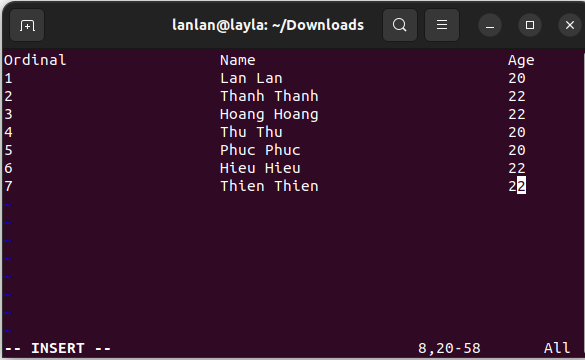 lanlan@layla: ~/Downloads
Ordinal Name Age
1 Lan Lan 20
2 Thanh Thanh 22
3 Hoang Hoang 22
4 Thu Thu 20
5 Phuc Phuc 20
6 Hieu Hieu 22
7 Thien Thien 22
~
~
~
~
~
~
~
~
-- INSERT -- 8,20-58 All